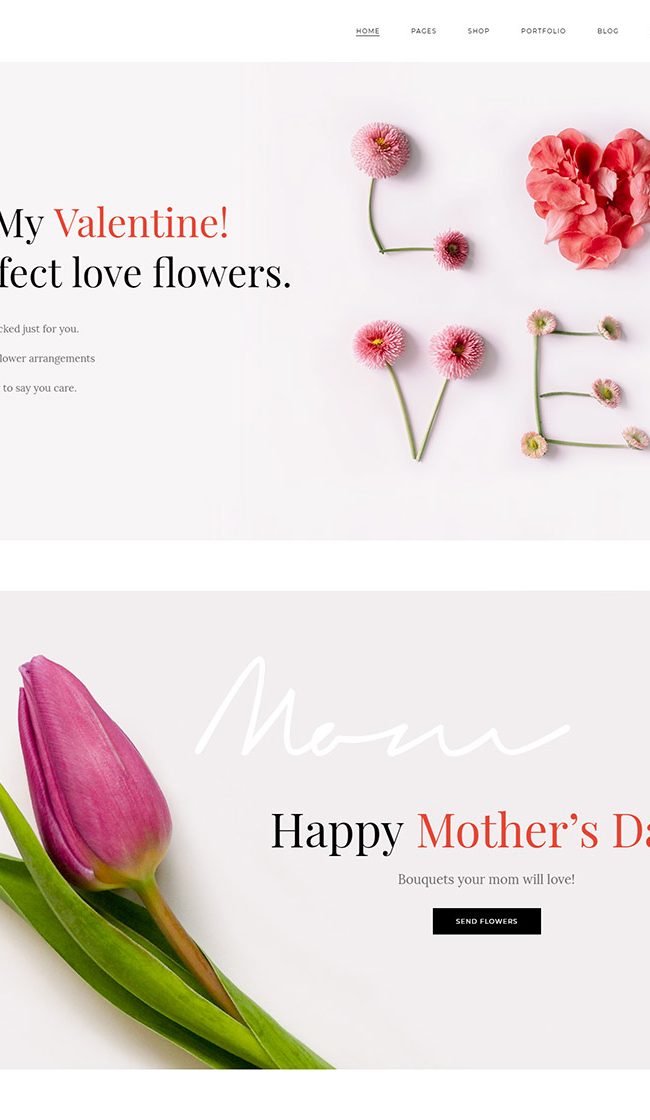 HOME PAGES SHOP PORTFOLIO BLOG
My Valentine!
fect love flowers.
cked just for you.
lower arrangements
to say you care.
LOVE
Mom
Happy Mother's Da
Bouquets your mom will love!
SEND FLOWERS